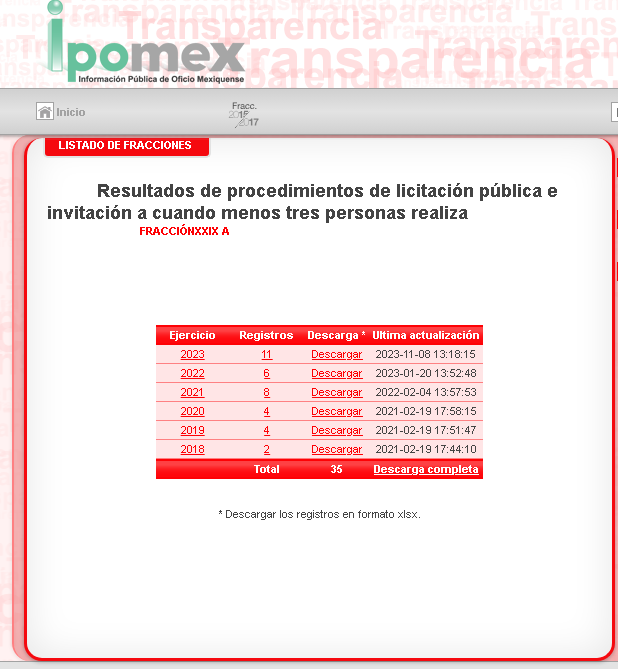 Transparencia
Transparencia
ipomex
Información Pública de Oficio Mexiquense
Inicio
Fracc.
2017
LISTADO DE FRACCIONES
Resultados de procedimientos de licitación pública e
invitación a cuando menos tres personas realiza
FRACCIÓNXXIX A
Ejercicio Registros Descarga * Ultima actualización
2023 11 Descargar 2023-11-08 13:18:15
2022 6 Descargar 2023-01-20 13:52:48
2021 8 Descargar 2022-02-04 13:57:53
2020 4 Descargar 2021-02-19 17:58:15
2019 4 Descargar 2021-02-19 17:51:47
2018 2 Descargar 2021-02-19 17:44:10
Total 35 Descarga completa
* Descargar los registros en formato xlsx.